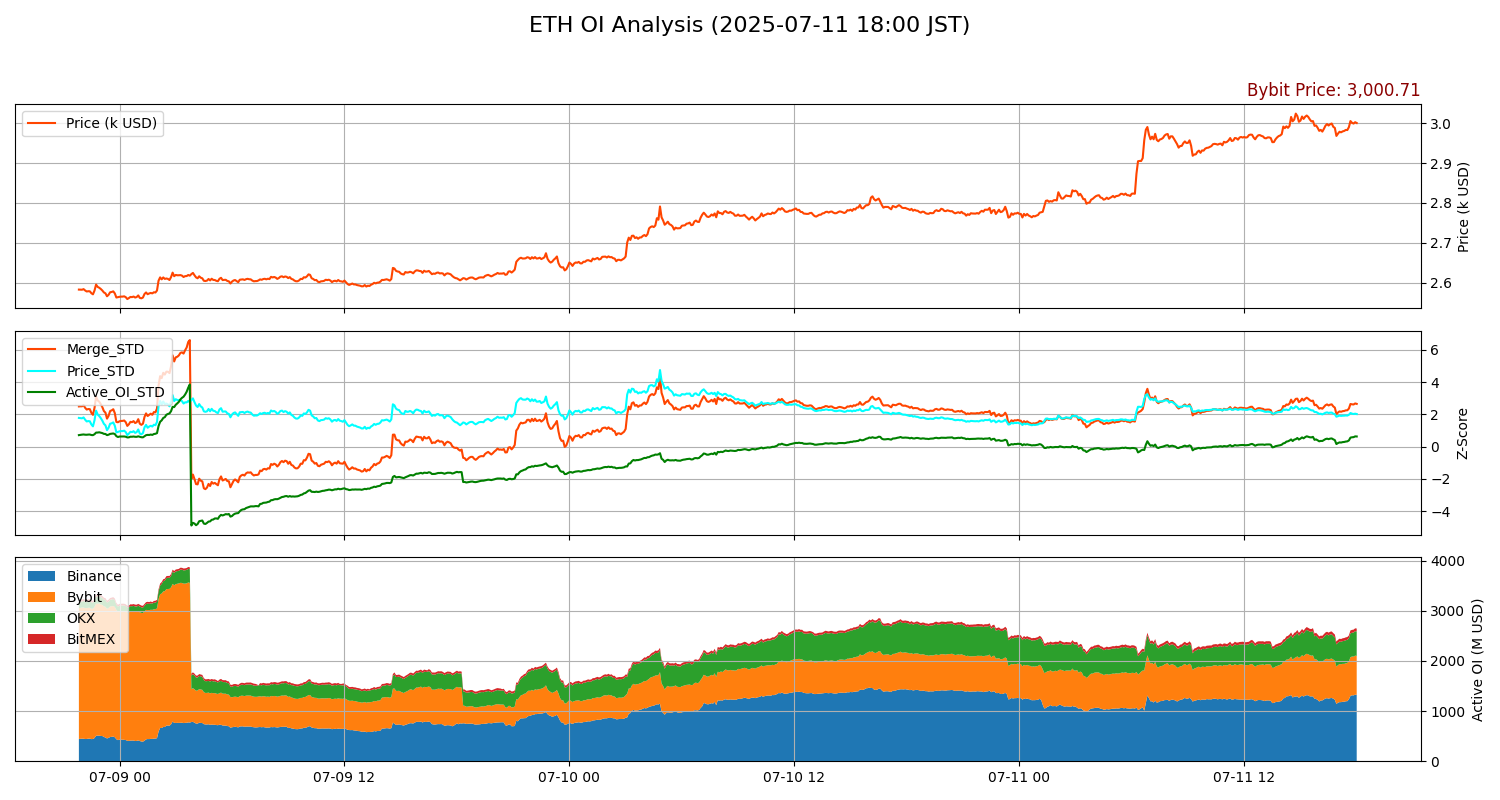 ETH OI Analysis (2025-07-11 18:00 JST)
Bybit Price: 3,000.71
Price (k USD)
3.0
2.9
2.8
2.7
2.6
Price (k USD)
Merge_STD
Price_STD
Active_OI_STD
6
4
2
0
−2
−4
Z-Score
Binance
Bybit
OKX
BitMEX
4000
3000
2000
1000
0
Active OI (M USD)
07-09 00
07-09 12
07-10 00
07-10 12
07-11 00
07-11 12